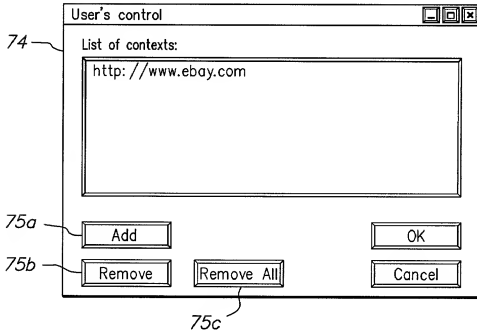 User's control
74
List of contexts:
http://www.ebay.com
75a
Add
OK
75b
Remove
Remove All
Cancel
75c